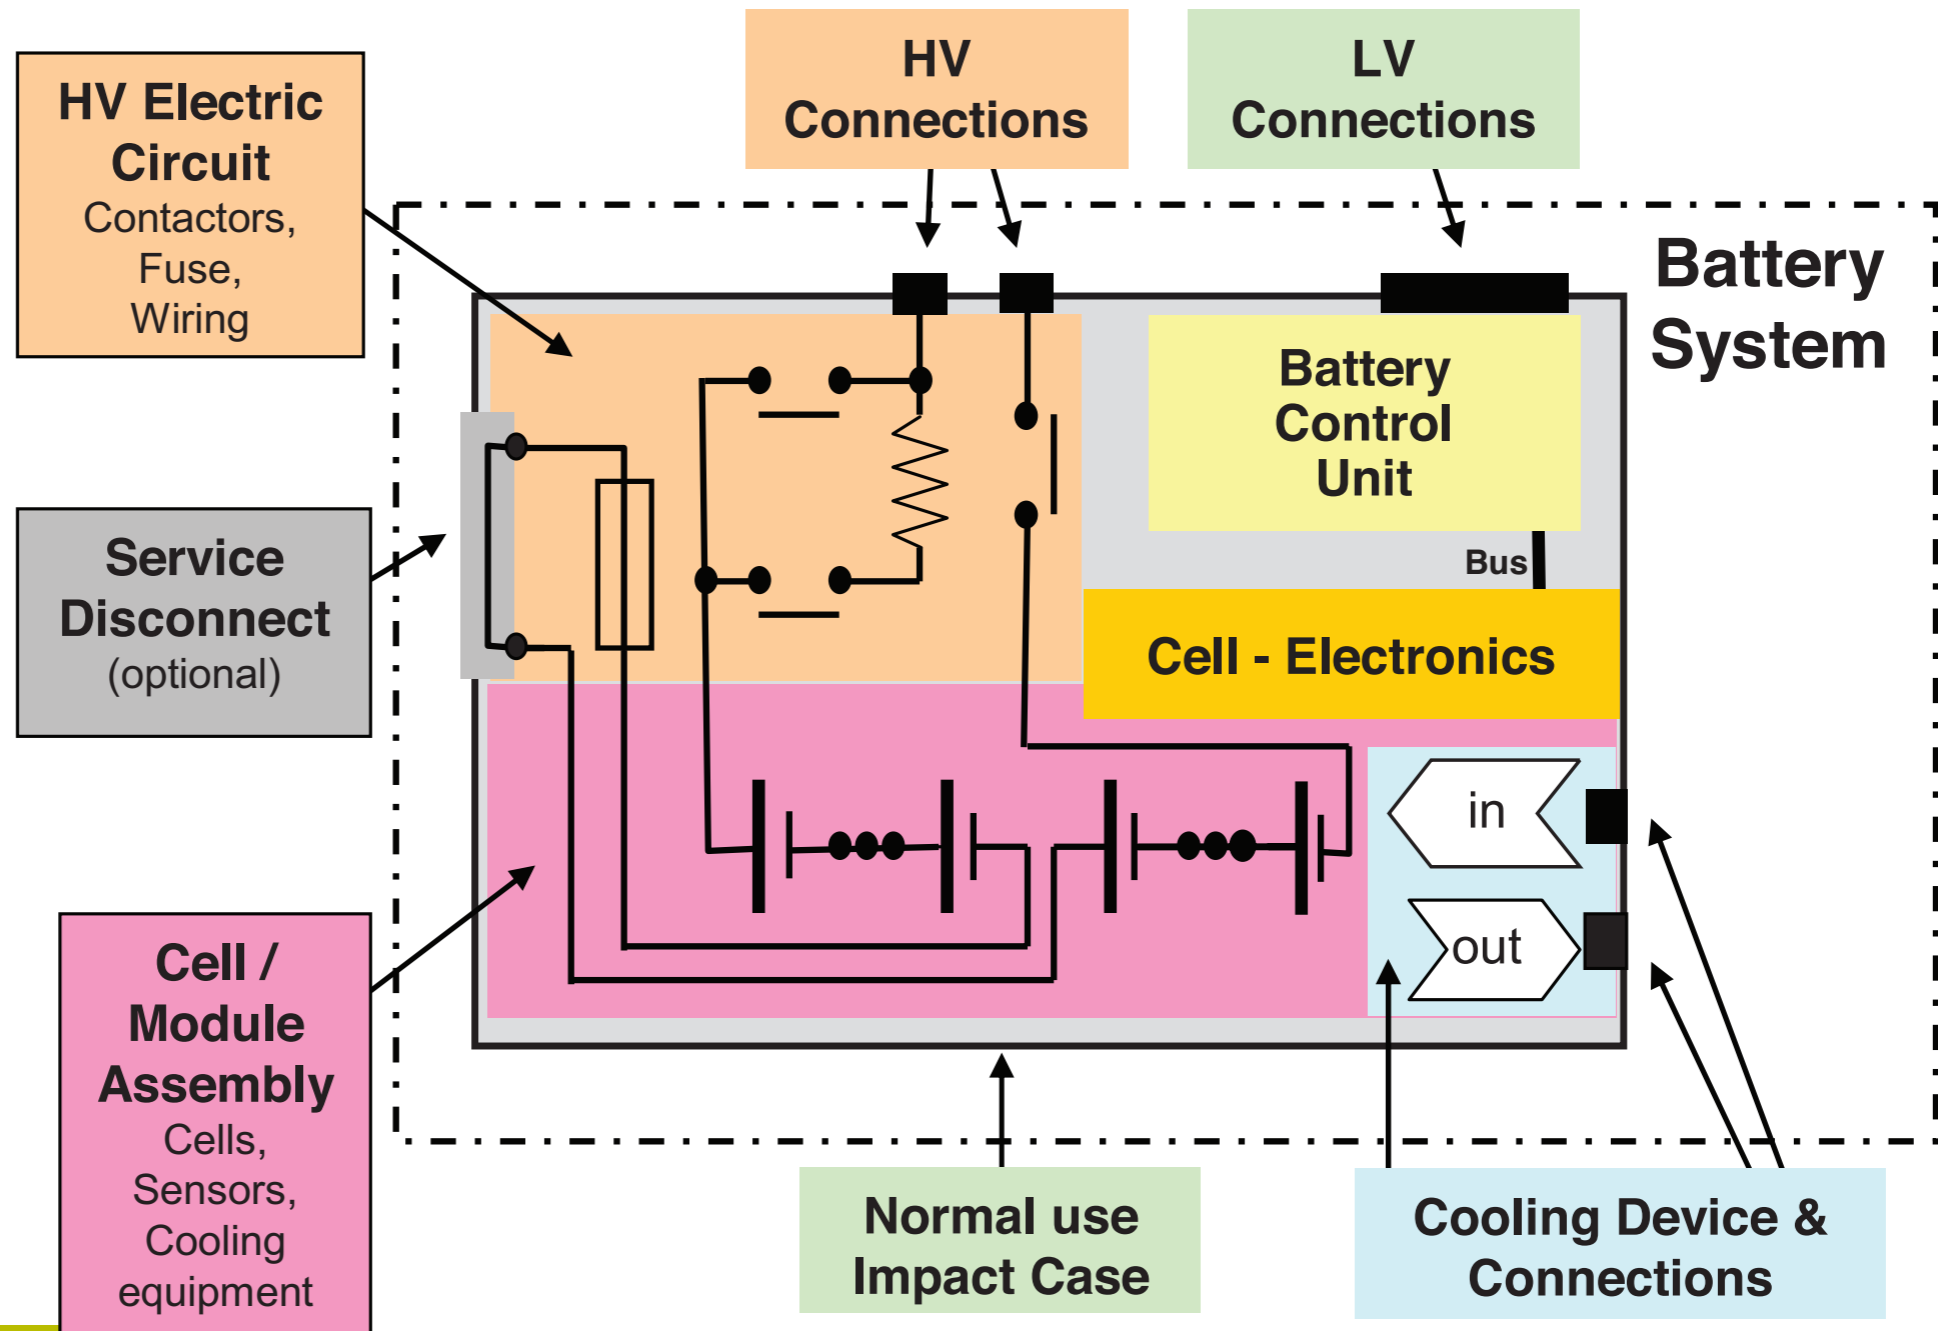 HV Electric
Circuit
Contactors,
Fuse,
Wiring
HV
Connections
LV
Connections
Battery
System
Battery
Control
Unit
Bus
Service
Disconnect
(optional)
Cell - Electronics
in
out
Cell /
Module
Assembly
Cells,
Sensors,
Cooling
equipment
Normal use
Impact Case
Cooling Device &
Connections